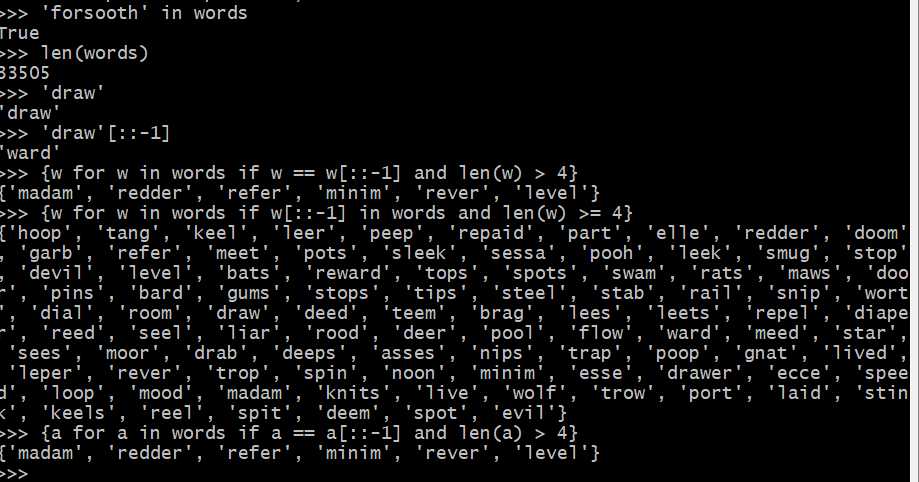 >>> 'forsooth' in words
True
>>> len(words)
33505
>>> 'draw'
'draw'
>>> 'draw'[::-1]
'ward'
>>> {w for w in words if w == w[::-1] and len(w) > 4}
{'madam', 'redder', 'refer', 'minim', 'rever', 'level'}
>>> {w for w in words if w[::-1] in words and len(w) >= 4}
{'hoop', 'tang', 'keel', 'leer', 'peep', 'repaid', 'part', 'elle', 'redder', 'doom'
, 'garb', 'refer', 'meet', 'pots', 'sleek', 'sessa', 'pooh', 'leek', 'smug', 'stop'
, 'devil', 'level', 'bats', 'reward', 'tops', 'spots', 'swam', 'rats', 'maws', 'doo
r', 'pins', 'bard', 'gums', 'stops', 'tips', 'steel', 'stab', 'rail', 'snip', 'wort
', 'dial', 'room', 'draw', 'deed', 'teem', 'brag', 'lees', 'leets', 'repel', 'diape
r', 'reed', 'seel', 'liar', 'rood', 'deer', 'pool', 'flow', 'ward', 'meed', 'star',
'sees', 'moor', 'drab', 'deeps', 'asses', 'nips', 'trap', 'poop', 'gnat', 'lived',
'leper', 'rever', 'trop', 'spin', 'noon', 'minim', 'esse', 'drawer', 'ecce', 'spee
d', 'loop', 'mood', 'madam', 'knits', 'live', 'wolf', 'trow', 'port', 'laid', 'stin
k', 'keels', 'reel', 'spit', 'deem', 'spot', 'evil'}
>>> {a for a in words if a == a[::-1] and len(a) > 4}
{'madam', 'redder', 'refer', 'minim', 'rever', 'level'}
>>>